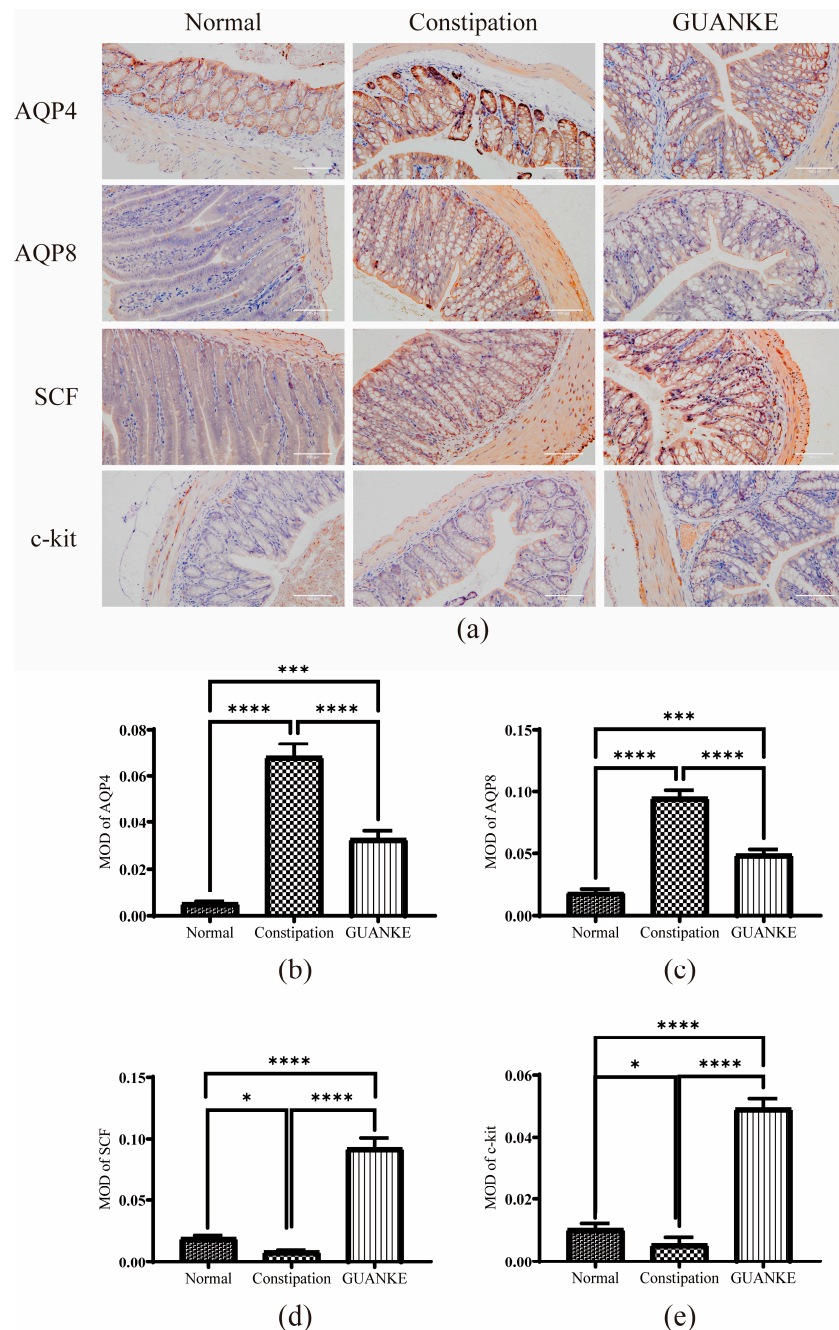 Normal Constipation GUANKE
AQP4
AQP8
SCF
c-kit
(a)
***
**** ****
MOD of AQP4
0.08
0.06
0.04
0.02
0.00
Normal Constipation GUANKE
(b)
***
**** ****
MOD of AQP8
0.15
0.10
0.05
0.00
Normal Constipation GUANKE
(c)
****
* ****
MOD of SCF
0.15
0.10
0.05
0.00
Normal Constipation GUANKE
(d)
****
* ****
MOD of c-kit
0.06
0.04
0.02
0.00
Normal Constipation GUANKE
(e)